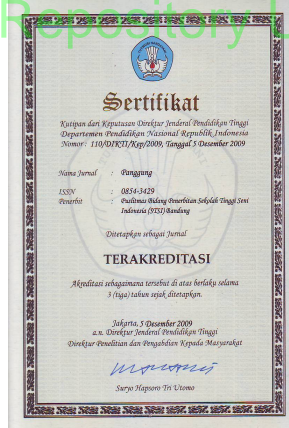 Repository
Sertifikat
Kutipan dari Keputusan Direktur Jenderal Pendidikan Tinggi
Departemen Pendidikan Nasional Republik Indonesia
Nomor : 110/DIKTI/Kep/2009, Tanggal 5 Desember 2009
Nama Jurnal : Panggung
ISSN : 0854-3429
Penerbit : Puslitmas Bidang Penerbitan Sekolah Tinggi Seni
Indonesia (STSI) Bandung
Ditetapkan sebagai Jurnal
TERAKREDITASI
Akreditasi sebagaimana tersebut di atas berlaku selama
3 (tiga) tahun sejak ditetapkan.
Jakarta, 5 Desember 2009
a.n. Direktur Jenderal Pendidikan Tinggi
Direktur Penelitian dan Pengabdian Kepada Masyarakat
Suryo Hapsoro Tri Utomo